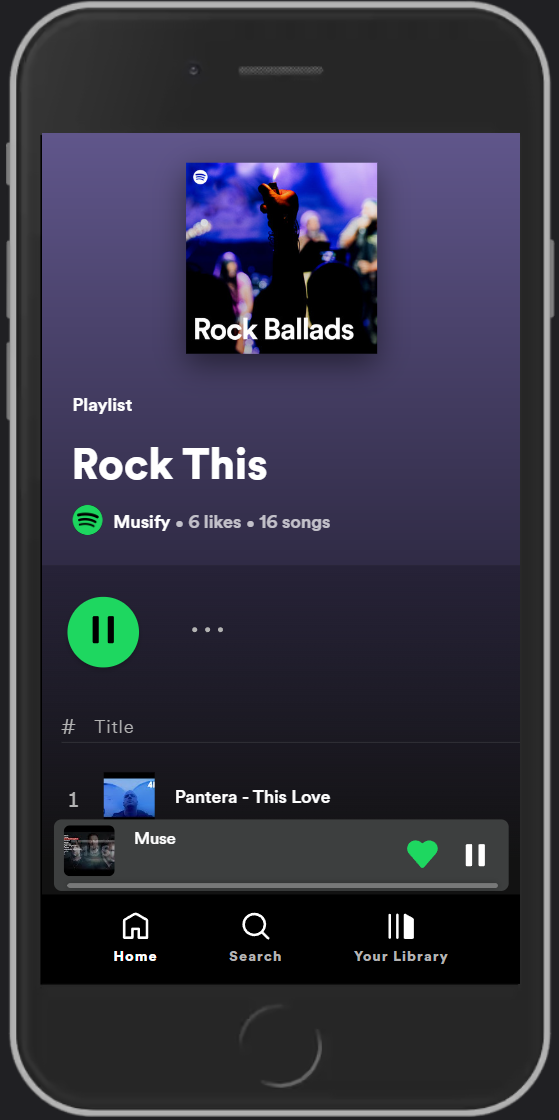 Rock Ballads
Playlist
Rock This
Musify • 6 likes • 16 songs
# Title
1 Pantera - This Love
Muse
Home Search Your Library